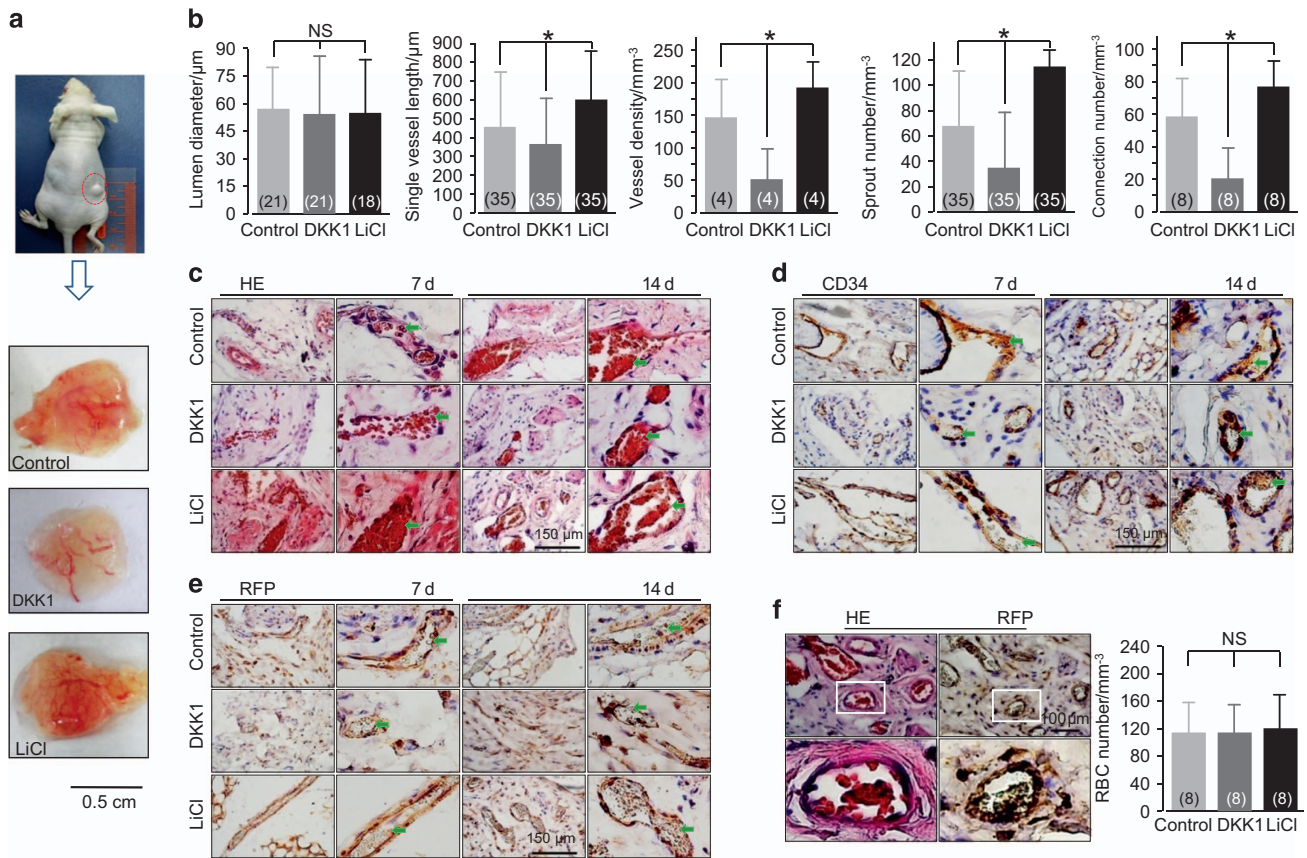 a
Control
DKK1
LiCl
0.5 cm
b
NS
Lumen diameter/µm
90
75
60
45
30
15
0
(21) (21) (18)
Control DKK1 LiCl
*
Single vessel length/µm
900
800
700
600
500
400
300
200
100
0
(35) (35) (35)
Control DKK1 LiCl
*
Vessel density/mm⁻³
250
200
150
100
50
0
(4) (4) (4)
Control DKK1 LiCl
*
Sprout number/mm⁻³
120
100
80
60
40
20
0
(35) (35) (35)
Control DKK1 LiCl
*
Connection number/mm⁻³
100
80
60
40
20
0
(8) (8) (8)
Control DKK1 LiCl
c
HE 7 d 14 d
Control
DKK1
LiCl
150 µm
d
CD34 7 d 14 d
Control
DKK1
LiCl
150 µm
e
RFP 7 d 14 d
Control
DKK1
LiCl
150 µm
f
HE RFP
100 µm
NS
RBC number/mm⁻³
240
200
160
120
80
40
0
(8) (8) (8)
Control DKK1 LiCl